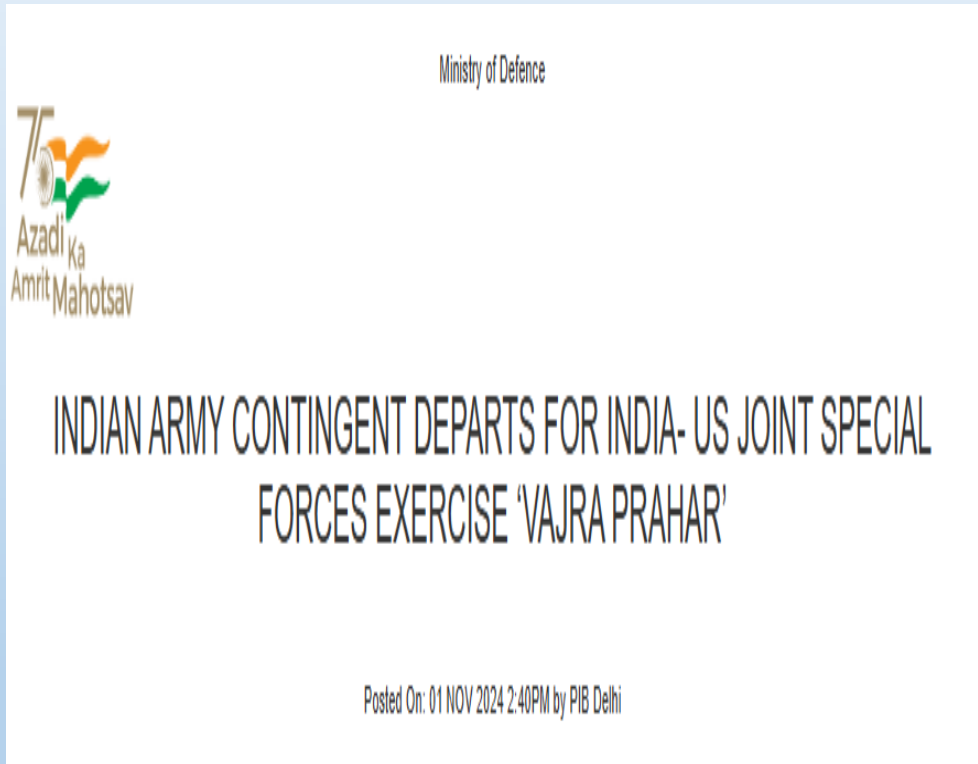 Ministry of Defence
75
Azadi Ka
Amrit Mahotsav
INDIAN ARMY CONTINGENT DEPARTS FOR INDIA- US JOINT SPECIAL
FORCES EXERCISE ‘VAJRA PRAHAR’
Posted On: 01 NOV 2024 2:40PM by PIB Delhi